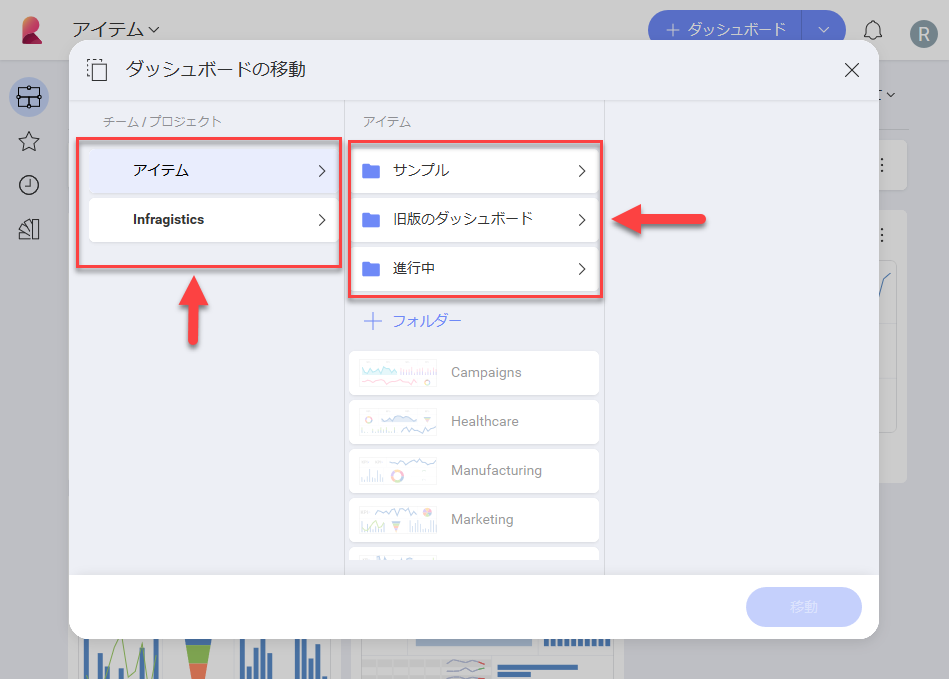 アイテム
ダッシュボード
R
ダッシュボードの移動
チーム / プロジェクト
アイテム
アイテム
Infragistics
サンプル
旧版のダッシュボード
進行中
フォルダー
Campaigns
Healthcare
Manufacturing
Marketing
移動